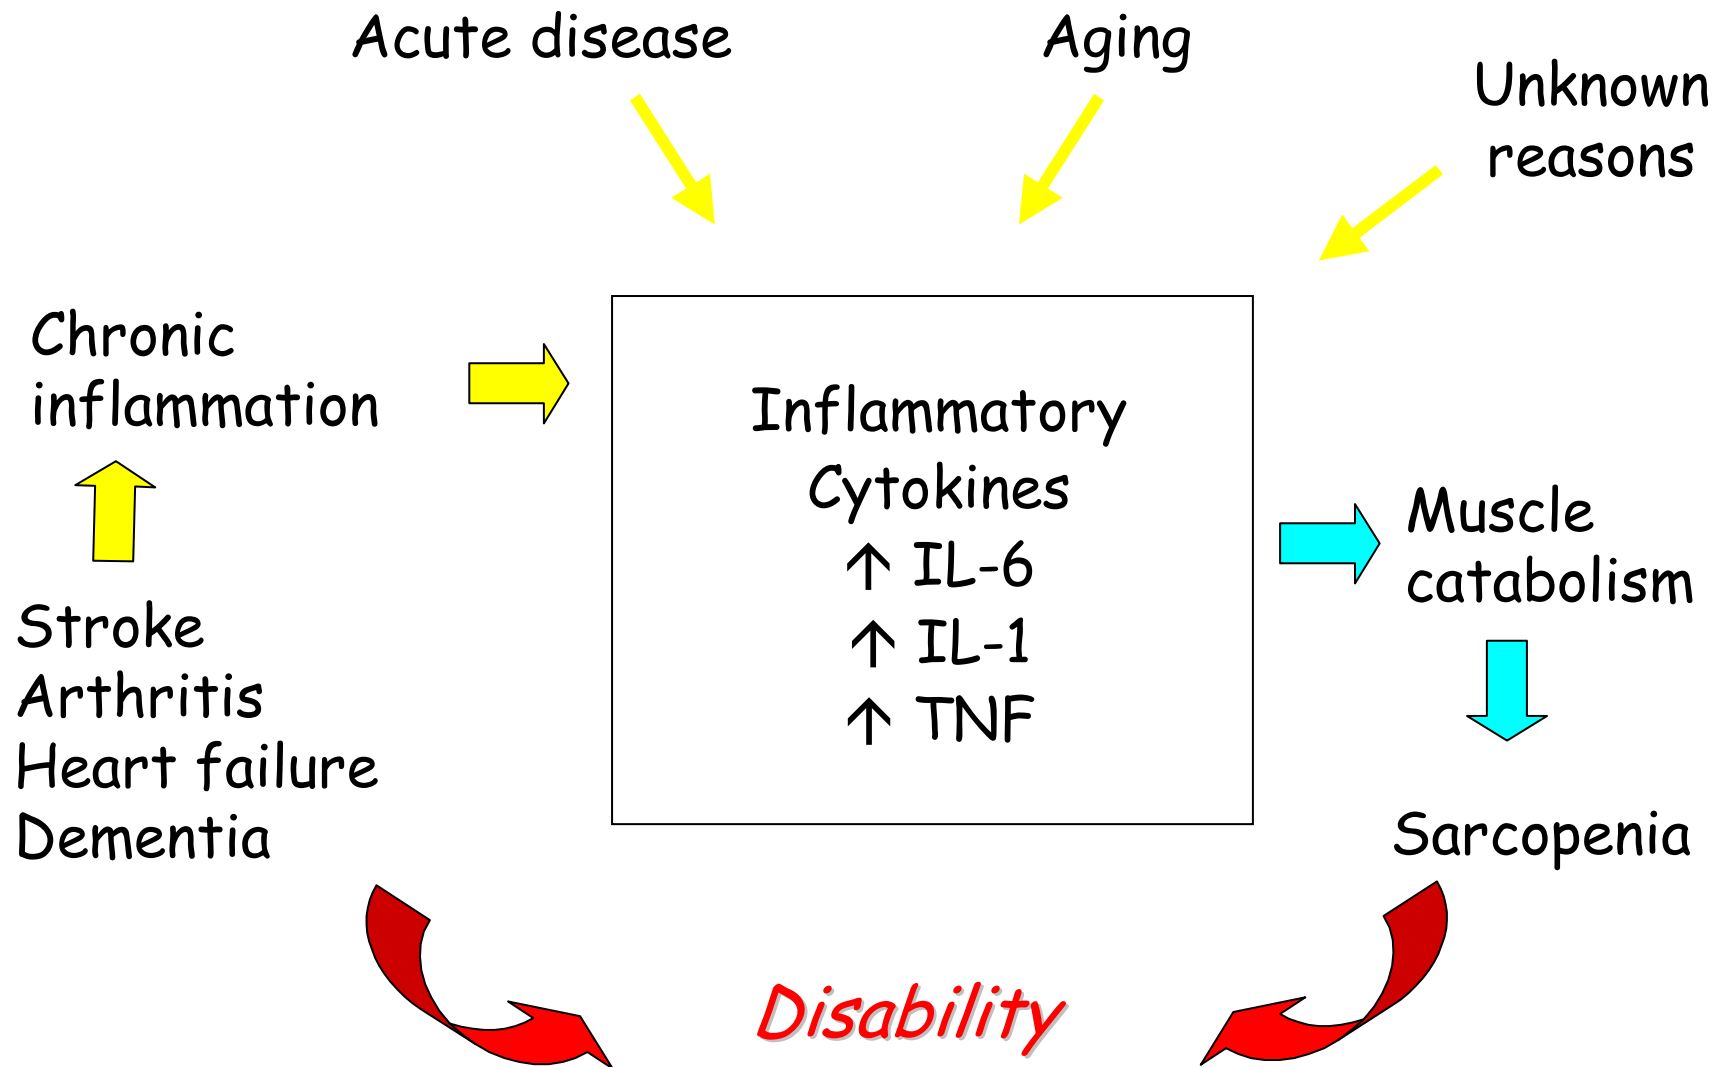 Acute disease
Aging
Unknown
reasons
Chronic
inflammation
Inflammatory
Cytokines
↑ IL-6
↑ IL-1
↑ TNF
Muscle
catabolism
Stroke
Arthritis
Heart failure
Dementia
Sarcopenia
Disability